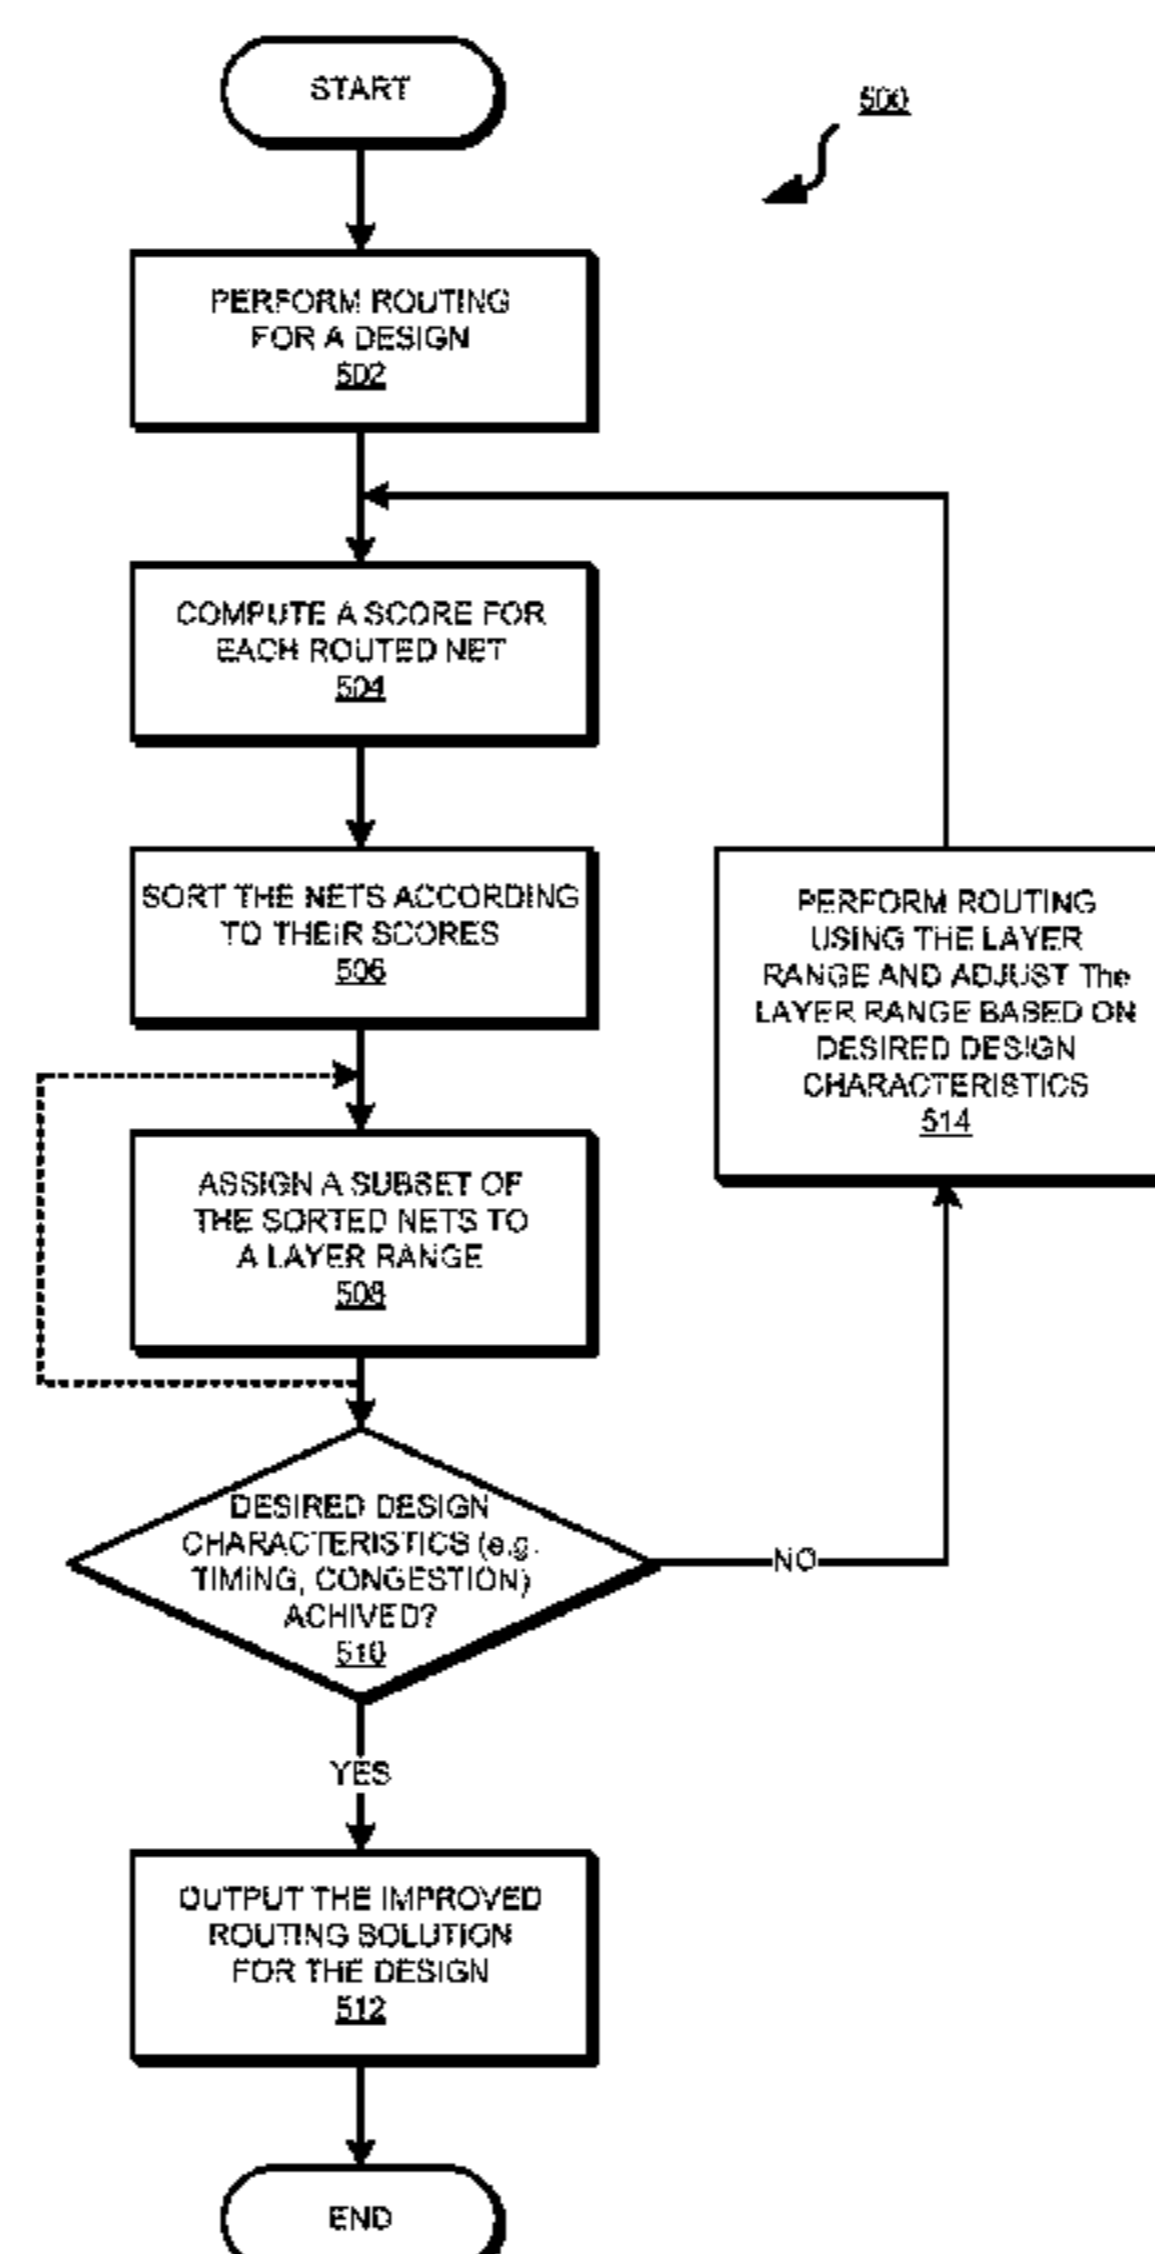 START
500
PERFORM ROUTING
FOR A DESIGN
502
COMPUTE A SCORE FOR
EACH ROUTED NET
504
SORT THE NETS ACCORDING
TO THEIR SCORES
506
ASSIGN A SUBSET OF
THE SORTED NETS TO
A LAYER RANGE
508
DESIRED DESIGN
CHARACTERISTICS (e.g.
TIMING, CONGESTION)
ACHIVED?
510
NO
PERFORM ROUTING
USING THE LAYER
RANGE AND ADJUST The
LAYER RANGE BASED ON
DESIRED DESIGN
CHARACTERISTICS
514
YES
OUTPUT THE IMPROVED
ROUTING SOLUTION
FOR THE DESIGN
512
END